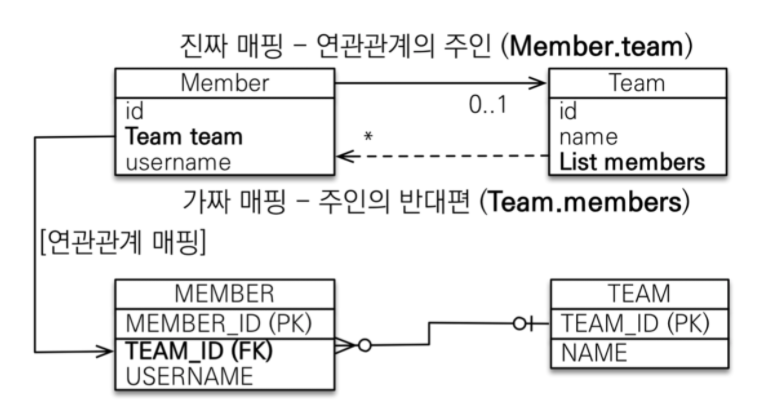 진짜 매핑 – 연관관계의 주인 (Member.team)
Member
id
Team team
username
0..1
*
Team
id
name
List members
가짜 매핑 – 주인의 반대편 (Team.members)
[연관관계 매핑]
MEMBER
MEMBER_ID (PK)
TEAM_ID (FK)
USERNAME
TEAM
TEAM_ID (PK)
NAME